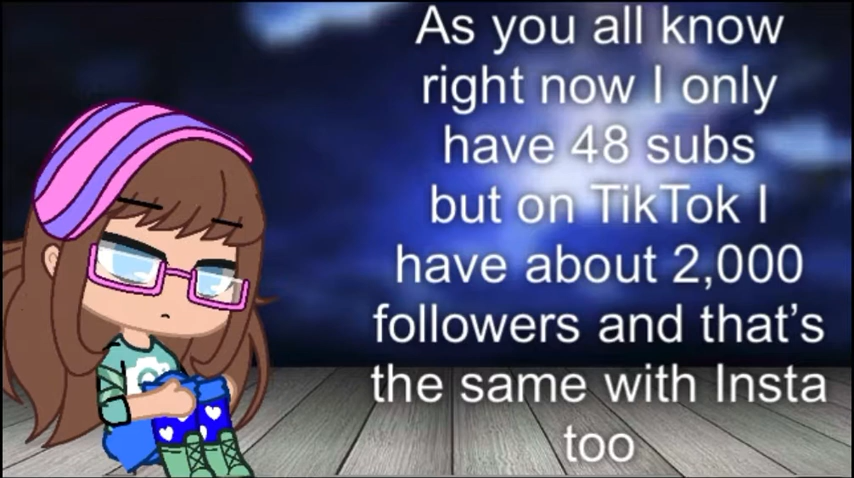 As you all know
right now I only
have 48 subs
but on TikTok I
have about 2,000
followers and that’s
the same with Insta
too